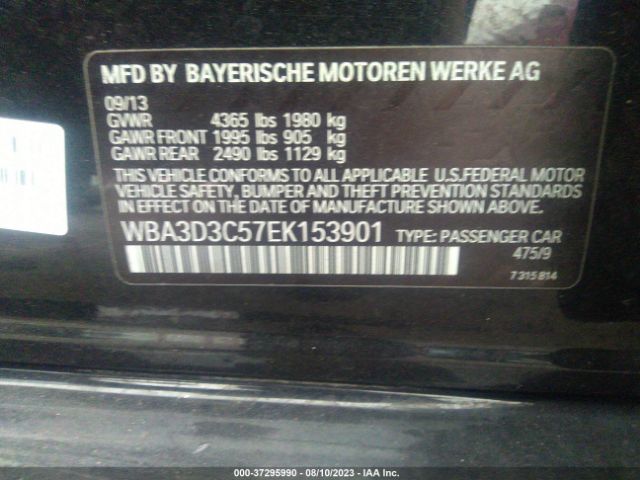 MFD BY BAYERISCHE MOTOREN WERKE AG
09/13
GVWR 4365 lbs 1980 kg
GAWR FRONT 1995 lbs 905 kg
GAWR REAR 2490 lbs 1129 kg
THIS VEHICLE CONFORMS TO ALL APPLICABLE U.S.FEDERAL MOTOR
VEHICLE SAFETY, BUMPER AND THEFT PREVENTION STANDARDS
IN EFFECT ON THE DATE OF MANUFACTURE SHOWN ABOVE.
WBA3D3C57EK153901 TYPE: PASSENGER CAR
475/9
7 315 814
000-37295990 - 08/10/2023 - IAA Inc.